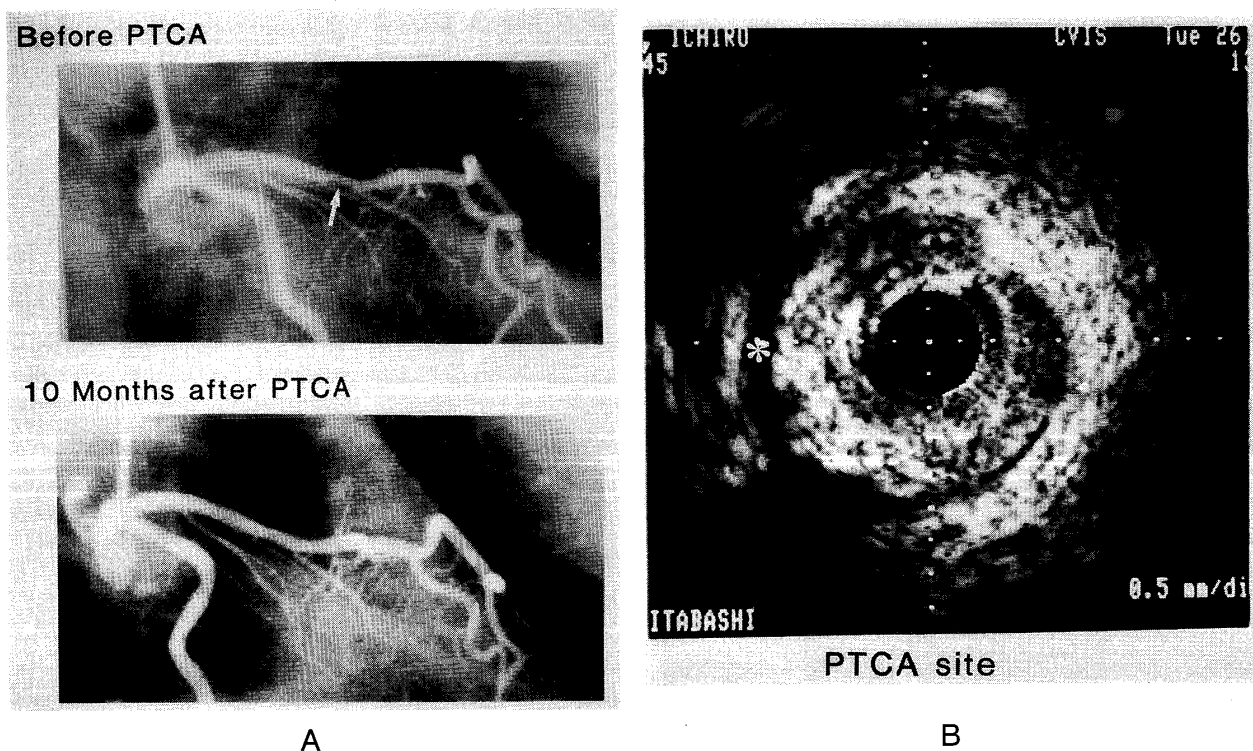 Before PTCA
10 Months after PTCA
A
ICHIRO CVIS Tue 26
45
*
0.5 mm/di
ITABASHI
PTCA site
B